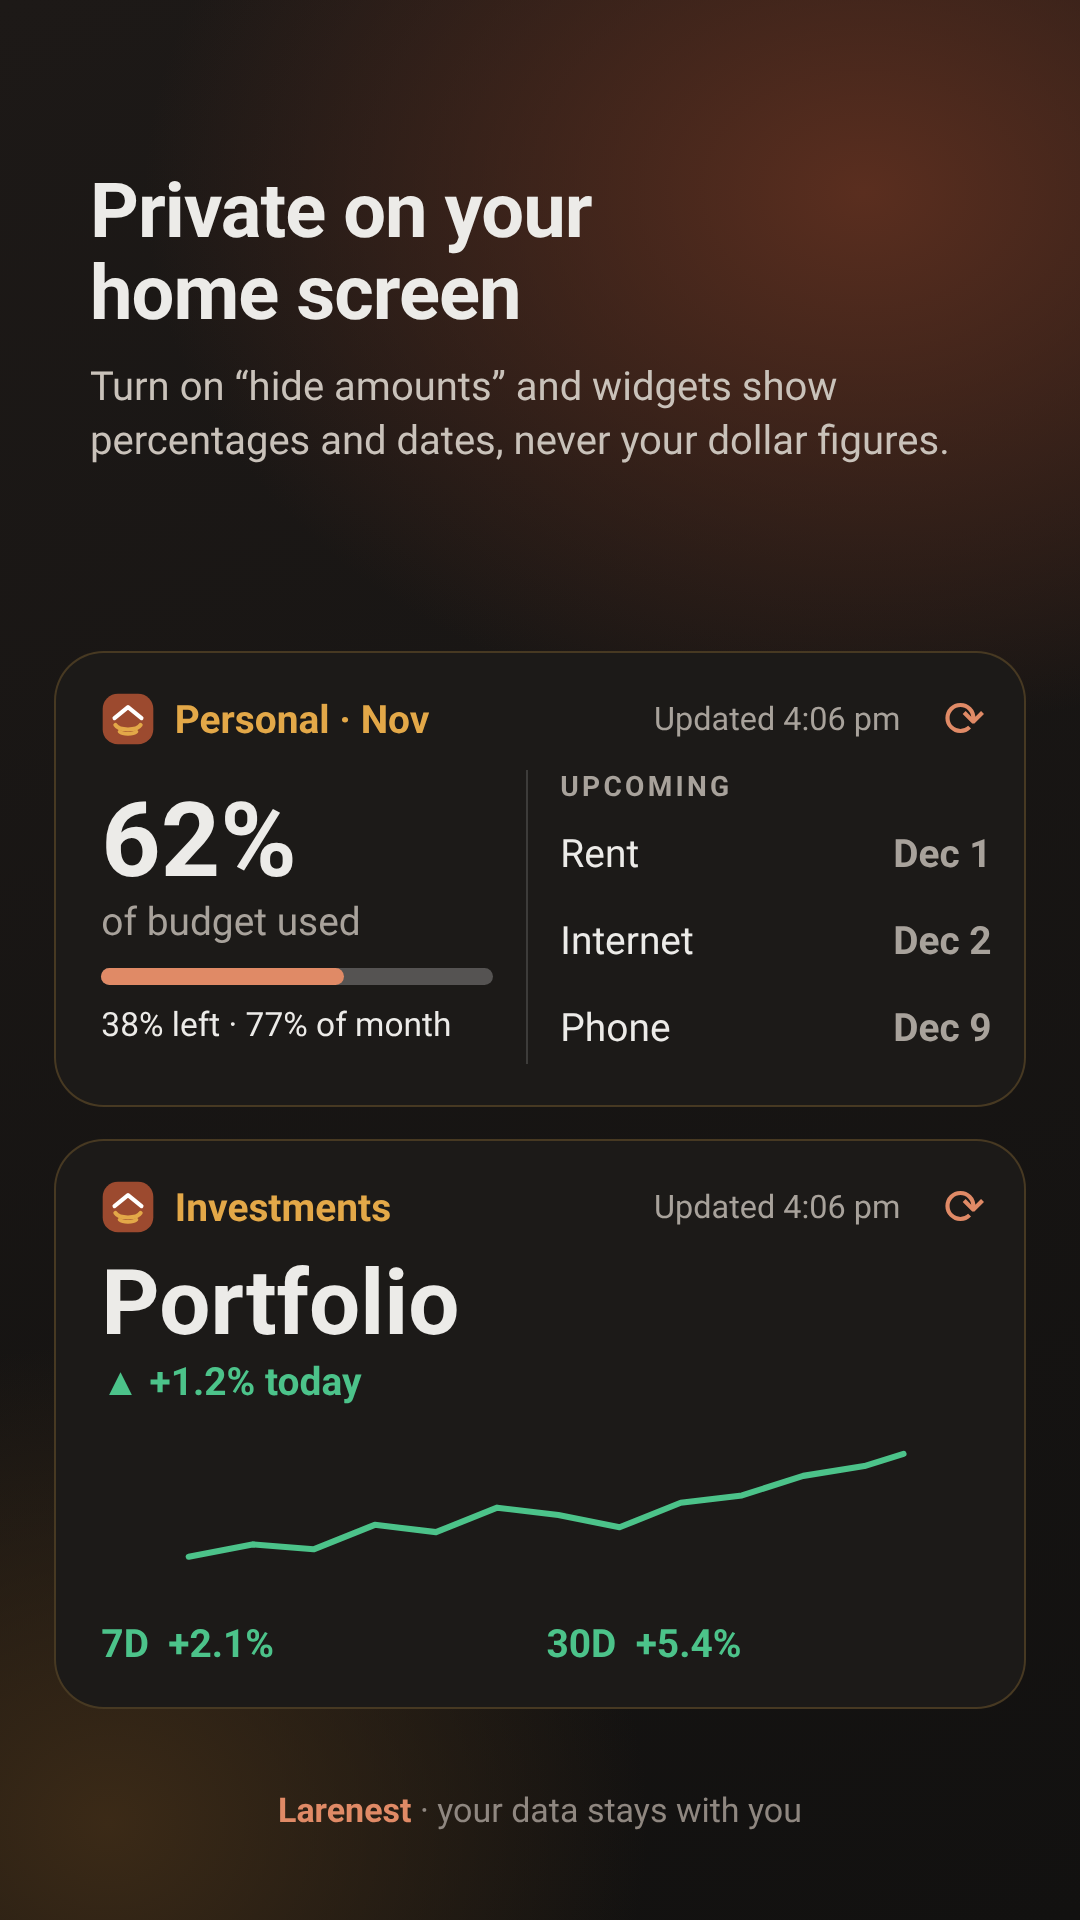 Private on your
home screen
Turn on “hide amounts” and widgets show
percentages and dates, never your dollar figures.
Personal · Nov
Updated 4:06 pm ⟳
62%
of budget used
38% left · 77% of month
UPCOMING
Rent Dec 1
Internet Dec 2
Phone Dec 9
Investments
Updated 4:06 pm ⟳
Portfolio
▲ +1.2% today
7D +2.1%
30D +5.4%
Larenest · your data stays with you